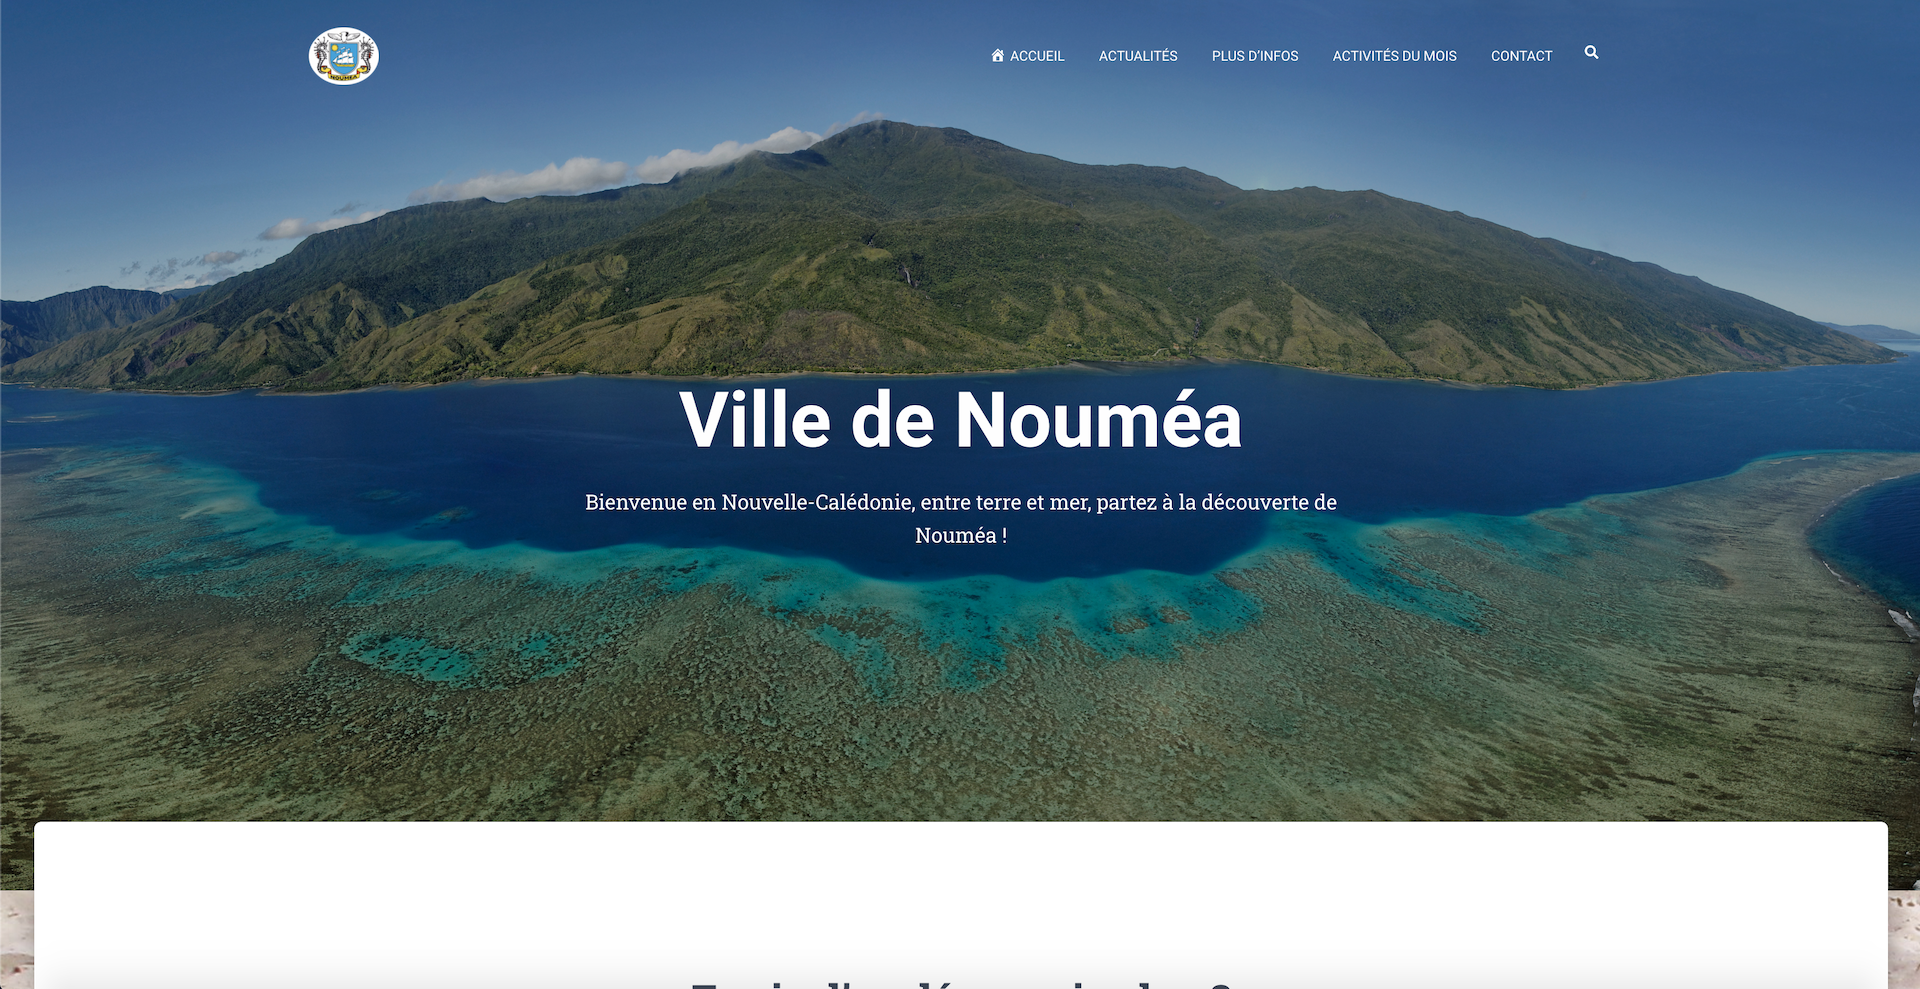 NOUMÉA
ACCUEIL
ACTUALITÉS
PLUS D'INFOS
ACTIVITÉS DU MOIS
CONTACT
Ville de Nouméa
Bienvenue en Nouvelle-Calédonie, entre terre et mer, partez à la découverte de
Nouméa !